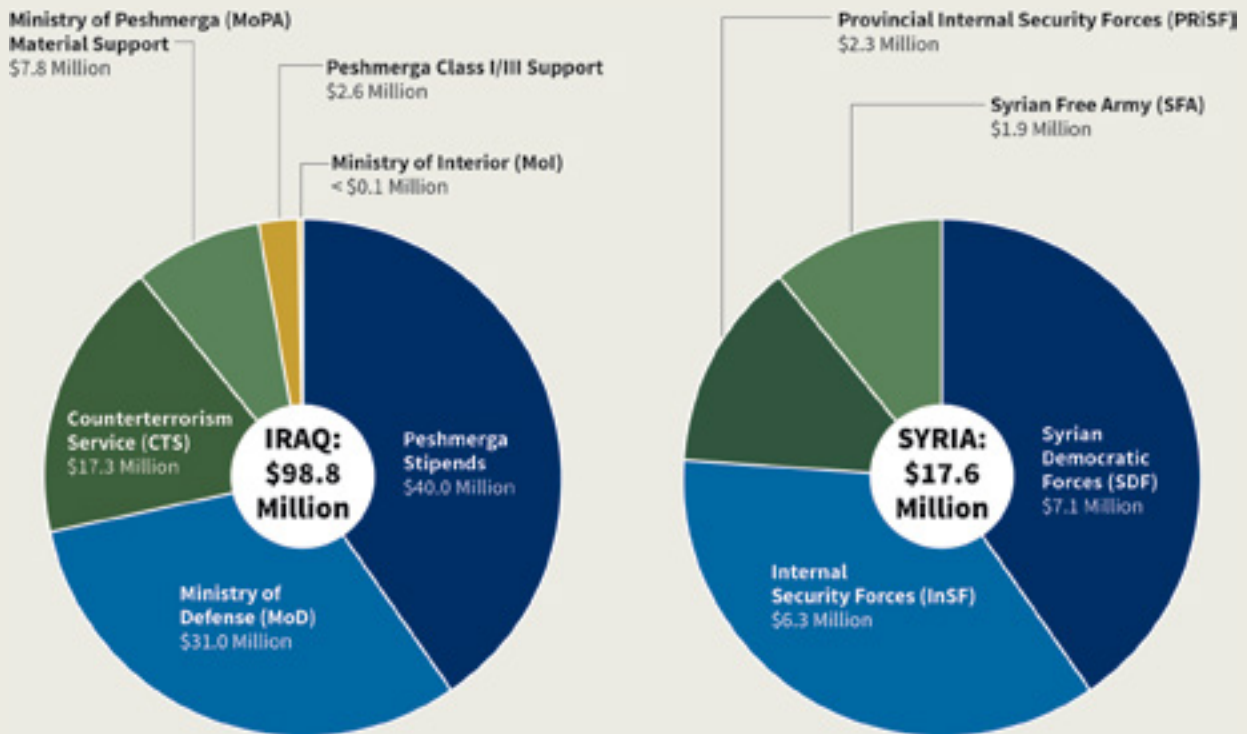 Ministry of Peshmerga (MoPA)
Material Support
$7.8 Million
Peshmerga Class I/III Support
$2.6 Million
Ministry of Interior (MoI)
< $0.1 Million
Counterterrorism
Service (CTS)
$17.3 Million
IRAQ:
$98.8
Million
Peshmerga
Stipends
$40.0 Million
Ministry of
Defense (MoD)
$31.0 Million
Provincial Internal Security Forces (PRiSF)
$2.3 Million
Syrian Free Army (SFA)
$1.9 Million
SYRIA:
$17.6
Million
Syrian
Democratic
Forces (SDF)
$7.1 Million
Internal
Security Forces (InSF)
$6.3 Million